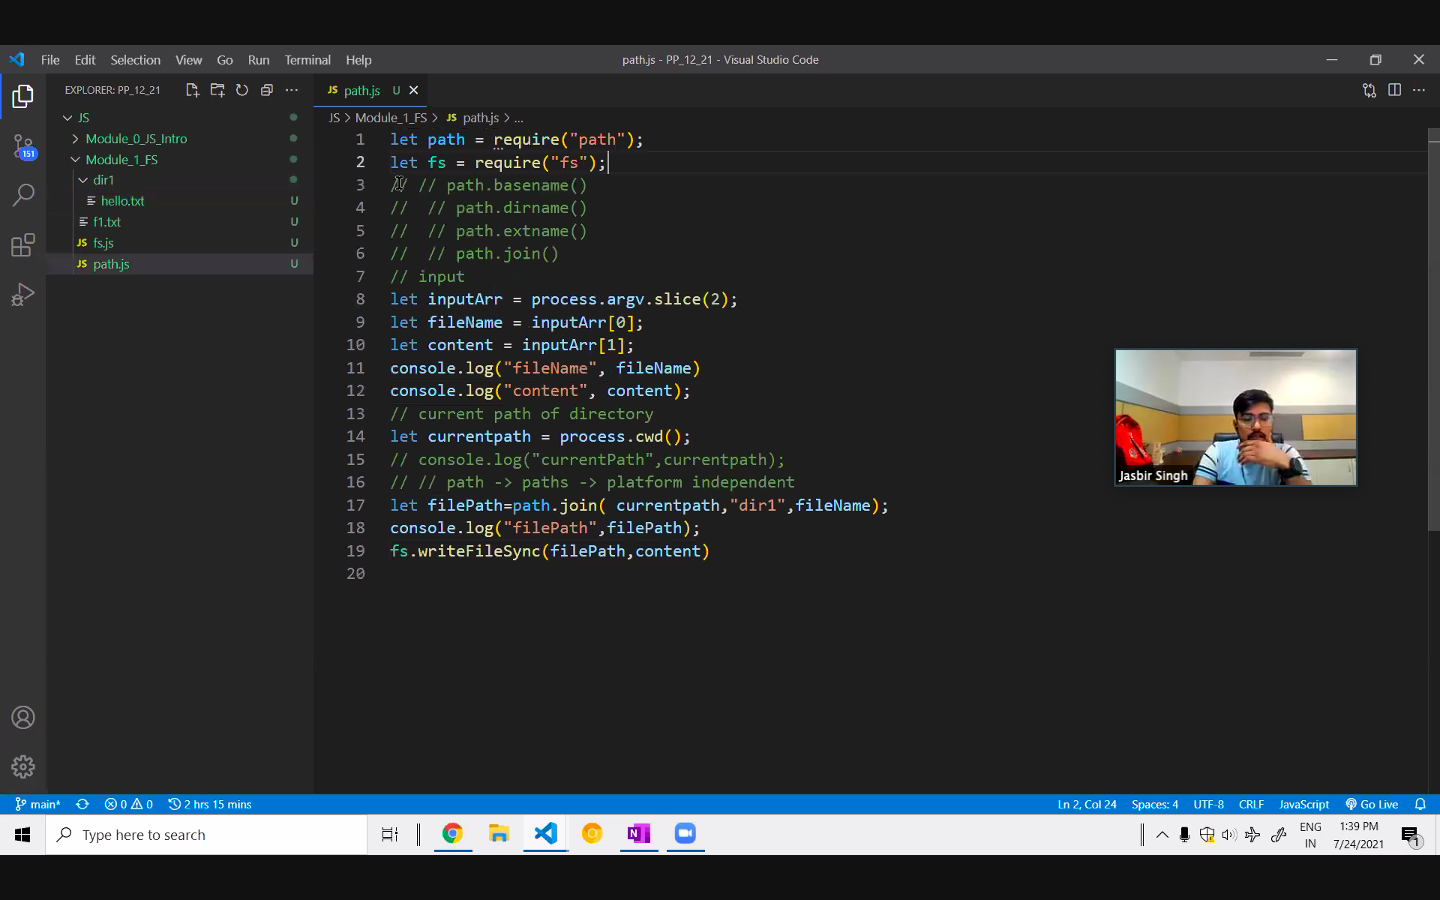 File Edit Selection View Go Run Terminal Help path.js - PP_12_21 - Visual Studio Code
EXPLORER: PP_12_21
JS path.js U
JS > Module_1_FS > JS path.js > ...
JS
Module_0_JS_Intro
Module_1_FS
dir1
hello.txt U
f1.txt U
JS fs.js U
JS path.js U
151
1 let path = require("path");
2 let fs = require("fs");
3 // // path.basename()
4 // // path.dirname()
5 // // path.extname()
6 // // path.join()
7 // input
8 let inputArr = process.argv.slice(2);
9 let fileName = inputArr[0];
10 let content = inputArr[1];
11 console.log("fileName", fileName)
12 console.log("content", content);
13 // current path of directory
14 let currentpath = process.cwd();
15 // console.log("currentPath",currentpath);
16 // // path -> paths -> platform independent
17 let filePath=path.join( currentpath,"dir1",fileName);
18 console.log("filePath",filePath);
19 fs.writeFileSync(filePath,content)
20
Jasbir Singh
main* 0 0 2 hrs 15 mins Ln 2, Col 24 Spaces: 4 UTF-8 CRLF JavaScript Go Live
Type here to search
N
ENG
IN
1:39 PM
7/24/2021
1